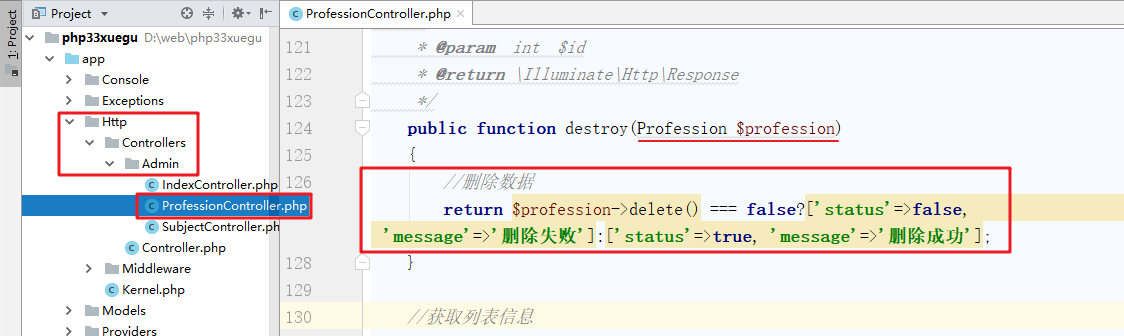 1: Project
Project
php33xuegu D:\web\php33xuegu
app
Console
Exceptions
Http
Controllers
Admin
IndexController.php
ProfessionController.php
SubjectController.ph
Controller.php
Middleware
Kernel.php
Models
Providers
ProfessionController.php
121 * @param int $id
122 * @return \Illuminate\Http\Response
123 */
124 public function destroy(Profession $profession)
125 {
126 //删除数据
return $profession->delete() === false?['status'=>false,
'message'=>'删除失败']:['status'=>true, 'message'=>'删除成功'];
128 }
129
130 //获取列表信息